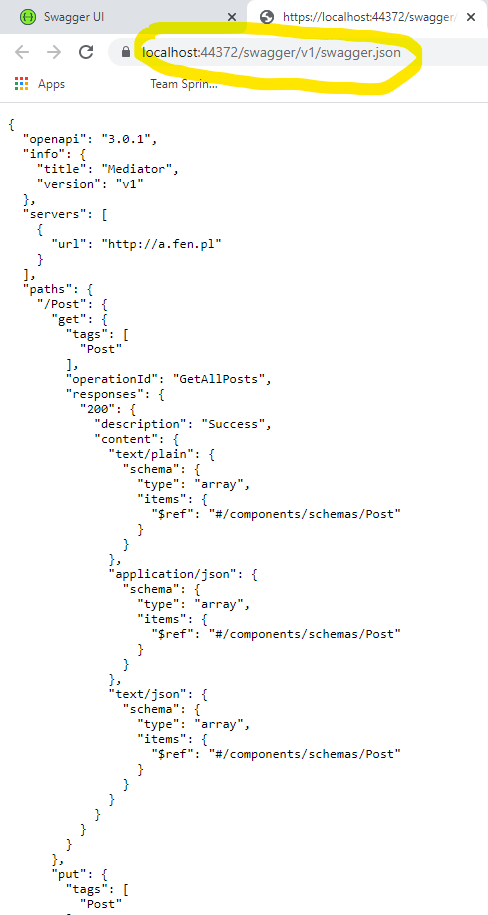 Swagger UI
https://localhost:44372/swagger/
localhost:44372/swagger/v1/swagger.json
Apps
Team Sprin...
{
  "openapi": "3.0.1",
  "info": {
    "title": "Mediator",
    "version": "v1"
  },
  "servers": [
    {
      "url": "http://a.fen.pl"
    }
  ],
  "paths": {
    "/Post": {
      "get": {
        "tags": [
          "Post"
        ],
        "operationId": "GetAllPosts",
        "responses": {
          "200": {
            "description": "Success",
            "content": {
              "text/plain": {
                "schema": {
                  "type": "array",
                  "items": {
                    "$ref": "#/components/schemas/Post"
                  }
                }
              },
              "application/json": {
                "schema": {
                  "type": "array",
                  "items": {
                    "$ref": "#/components/schemas/Post"
                  }
                }
              },
              "text/json": {
                "schema": {
                  "type": "array",
                  "items": {
                    "$ref": "#/components/schemas/Post"
                  }
                }
              }
            }
          }
        }
      },
      "put": {
        "tags": [
          "Post"